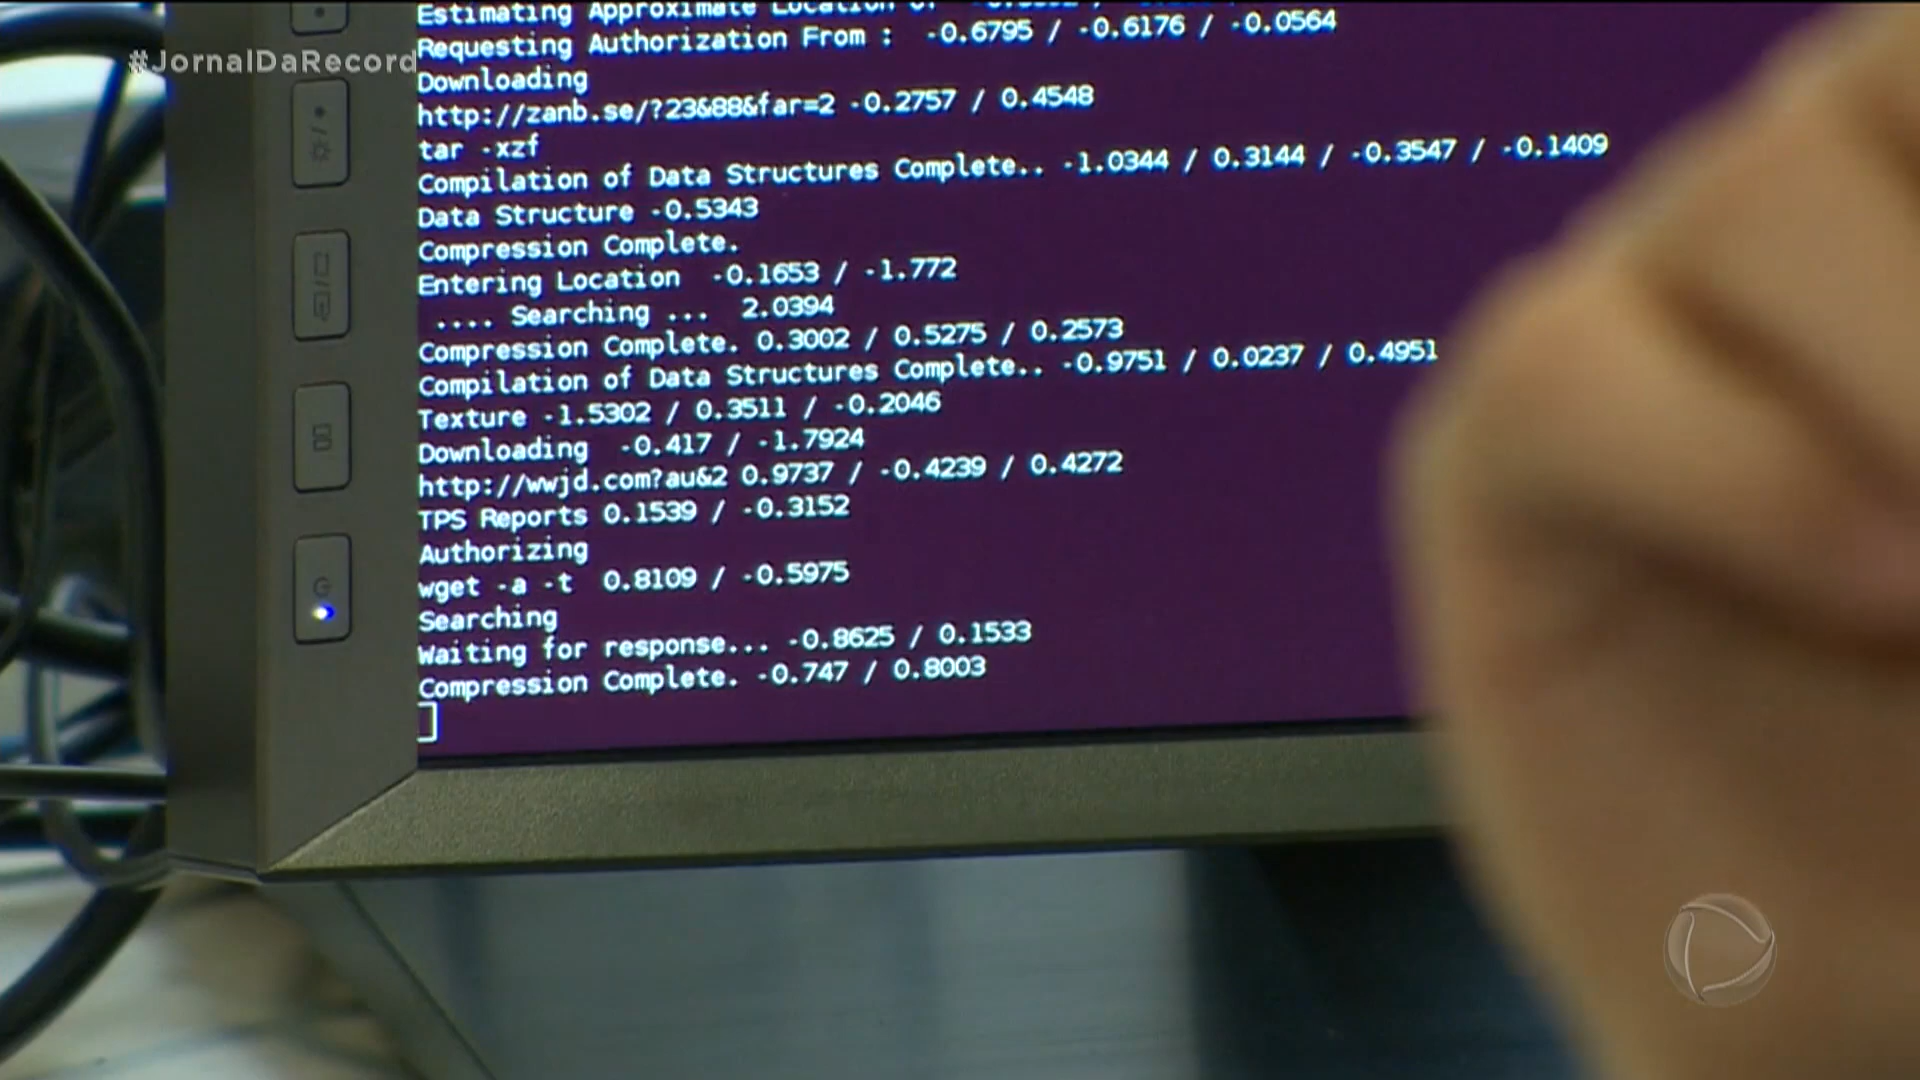 Estimating Approximate Location
Requesting Authorization From : -0.6795 / -0.6176 / -0.0564
#JornalDaRecord
Downloading
http://zanb.se/?23&88&far=2 -0.2757 / 0.4548
tar -xzf
Compilation of Data Structures Complete.. -1.0344 / 0.3144 / -0.3547 / -0.1409
Data Structure -0.5343
Compression Complete.
Entering Location -0.1653 / -1.772
.... Searching ... 2.0394
Compression Complete. 0.3002 / 0.5275 / 0.2573
Compilation of Data Structures Complete.. -0.9751 / 0.0237 / 0.4951
Texture -1.5302 / 0.3511 / -0.2046
Downloading -0.417 / -1.7924
http://wwjd.com?au&2 0.9737 / -0.4239 / 0.4272
TPS Reports 0.1539 / -0.3152
Authorizing
wget -a -t 0.8109 / -0.5975
Searching
Waiting for response... -0.8625 / 0.1533
Compression Complete. -0.747 / 0.8003